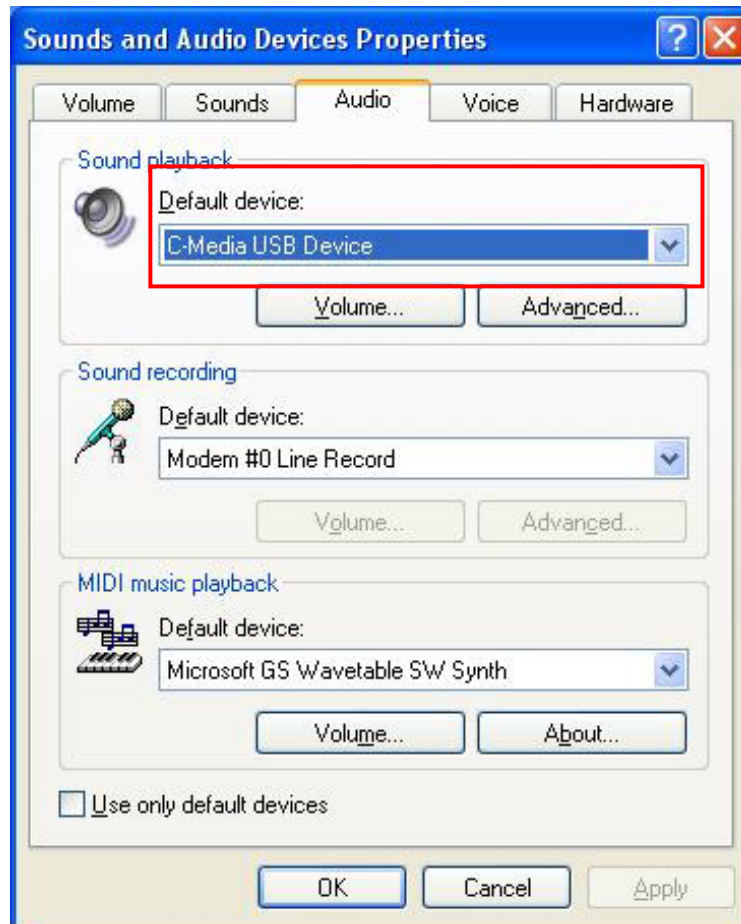 Sounds and Audio Devices Properties
Volume Sounds Audio Voice Hardware
Sound playback
Default device:
C-Media USB Device
Volume... Advanced...
Sound recording
Default device:
Modem #0 Line Record
Volume... Advanced...
MIDI music playback
Default device:
Microsoft GS Wavetable SW Synth
Volume... About...
Use only default devices
OK Cancel Apply